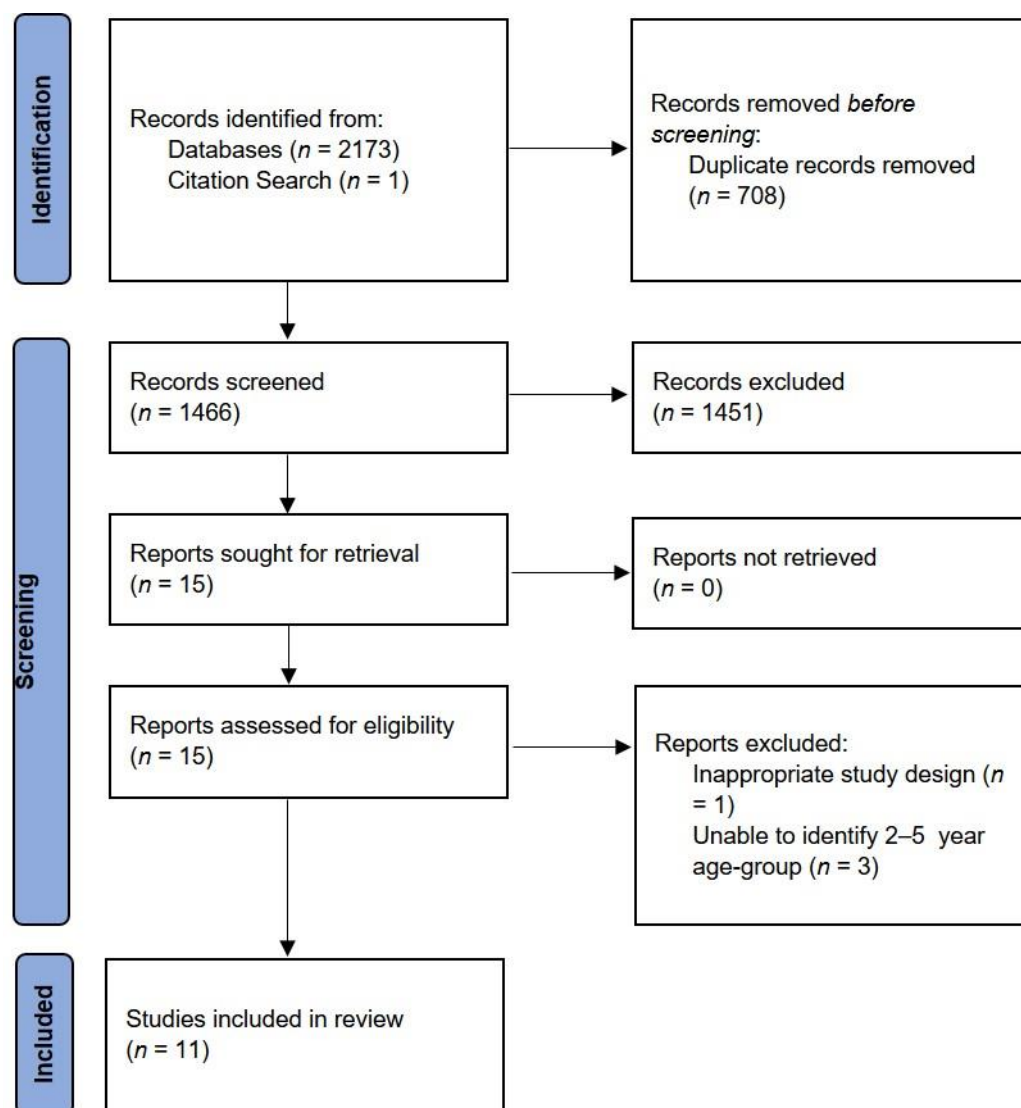 Identification
Records identified from:
Databases (n = 2173)
Citation Search (n = 1)
Records removed before
screening:
Duplicate records removed
(n = 708)
Screening
Records screened
(n = 1466)
Records excluded
(n = 1451)
Reports sought for retrieval
(n = 15)
Reports not retrieved
(n = 0)
Reports assessed for eligibility
(n = 15)
Reports excluded:
Inappropriate study design (n
= 1)
Unable to identify 2–5 year
age-group (n = 3)
Included
Studies included in review
(n = 11)